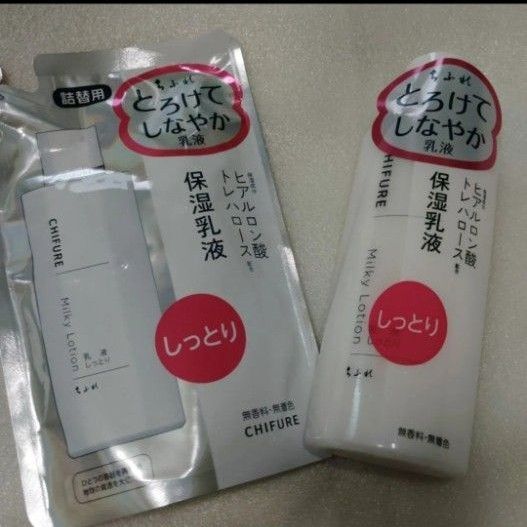 詰替用
ちふれ
とろけて
しなやか
乳液
CHIFURE
Milky Lotion
乳液
しっとり
ちふれ
ヒアルロン酸
トレハロース
保湿乳液
しっとり
無香料・無着色
CHIFURE
ちふれ
とろけて
しなやか
乳液
CHIFURE
Milky Lotion
ちふれ
ヒアルロン酸
トレハロース
保湿乳液
しっとり
無香料・無着色